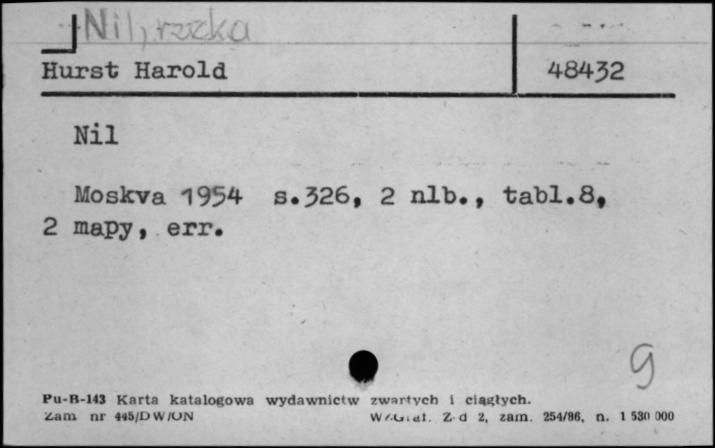 Nil, rzeka
Hurst Harold 48432
Nil
Moskva 1954 s.326, 2 nlb., tabl.8,
2 mapy, err.
9
Pu-B-143 Karta katalogowa wydawnictw zwartych i ciągłych.
Zam nr 445/DW/ON Z-d 2, zam. 254/86, n. 1 530 000